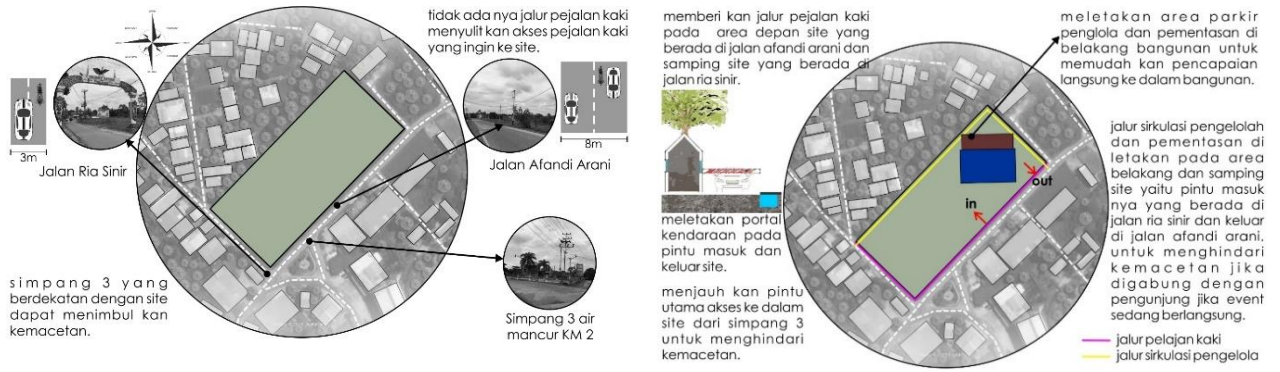 tidak ada nya jalur pejalan kaki
menyulit kan akses pejalan kaki
yang ingin ke site.
3m
Jalan Ria Sinir
Jalan Afandi Arani
8m
simpang 3 yang
berdekatan dengan site
dapat menimbul kan
kemacetan.
Simpang 3 air
mancur KM 2
memberi kan jalur pejalan kaki
pada area depan site yang
berada di jalan afandi arani dan
samping site yang berada di
jalan ria sinir.
meletakan area parkir
penglola dan pementasan di
belakang bangunan untuk
memudah kan pencapaian
langsung ke dalam bangunan.
out
in
meletakan portal
kendaraan pada
pintu masuk dan
keluar site.
menjauh kan pintu
utama akses ke dalam
site dari simpang 3
untuk menghindari
kemacetan.
jalur sirkulasi pengelolah
dan pementasan di
letakan pada area
belakang dan samping
site yaitu pintu masuk
nya yang berada di
jalan ria sinir dan keluar
di jalan afandi arani.
untuk menghindari
kemacetan jika
digabung dengan
pengunjung jika event
sedang berlangsung.
jalur pelajan kaki
jalur sirkulasi pengelola